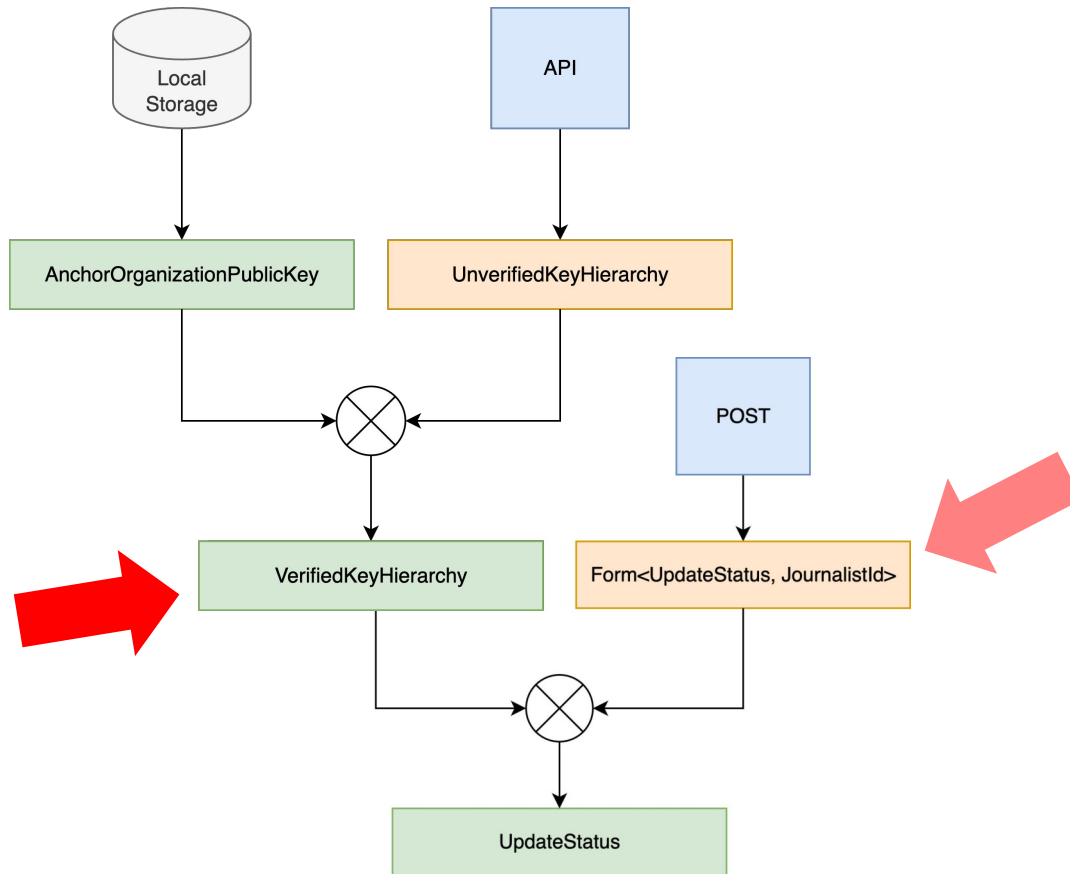 Local
Storage
API
AnchorOrganizationPublicKey
UnverifiedKeyHierarchy
POST
VerifiedKeyHierarchy
Form<UpdateStatus, JournalistId>
UpdateStatus